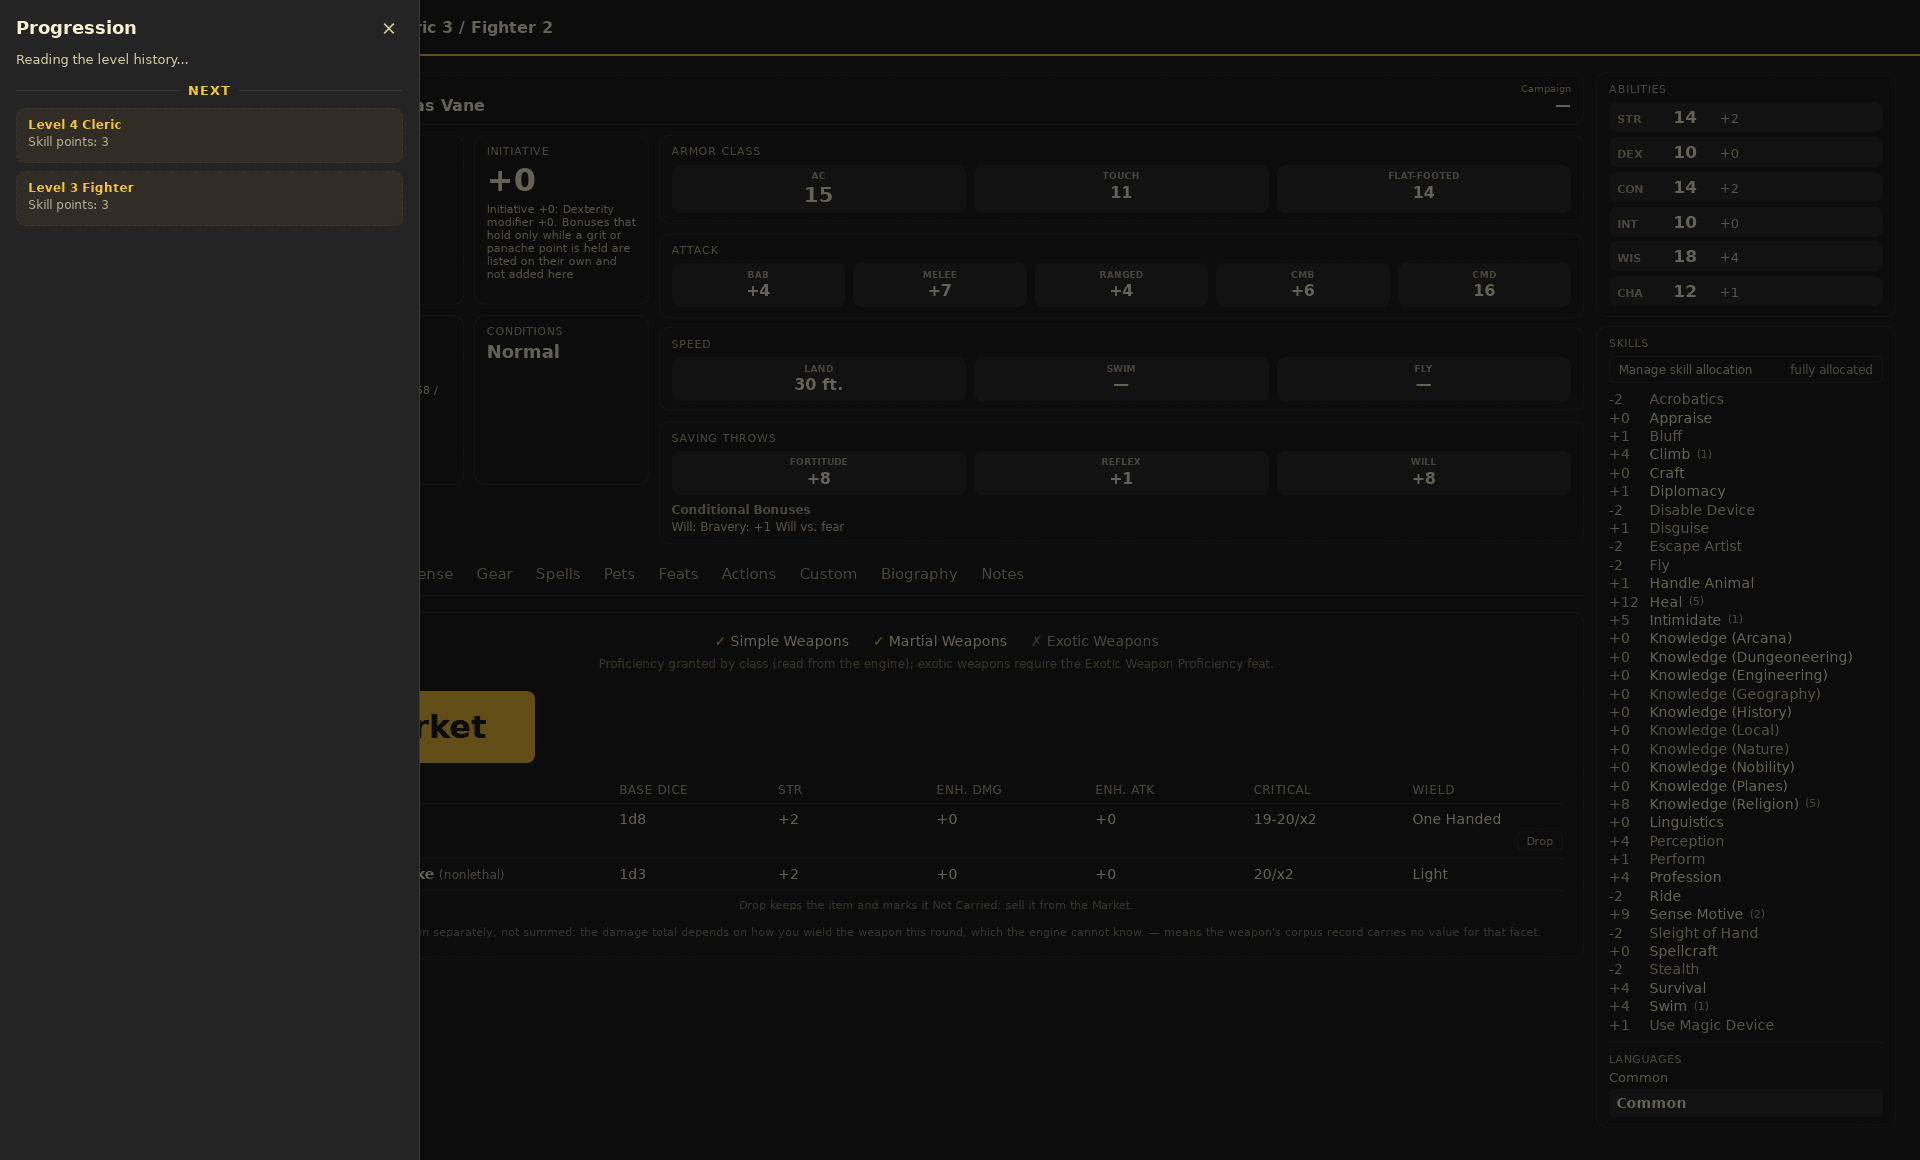 Progression ×
Reading the level history...
NEXT
Level 4 Cleric
Skill points: 3
Level 3 Fighter
Skill points: 3
3 / Fighter 2
Vane
Campaign
—
INITIATIVE
+0
Initiative +0: Dexterity
modifier +0. Bonuses that
hold only while a grit or
panache point is held are
listed on their own and
not added here
CONDITIONS
Normal
ARMOR CLASS
AC
15
TOUCH
11
FLAT-FOOTED
14
ATTACK
BAB
+4
MELEE
+7
RANGED
+4
CMB
+6
CMD
16
SPEED
LAND
30 ft.
SWIM
—
FLY
—
SAVING THROWS
FORTITUDE
+8
REFLEX
+1
WILL
+8
Conditional Bonuses
Will: Bravery: +1 Will vs. fear
Gear Spells Pets Feats Actions Custom Biography Notes
✓ Simple Weapons ✓ Martial Weapons ✗ Exotic Weapons
Proficiency granted by class (read from the engine); exotic weapons require the Exotic Weapon Proficiency feat.
rket
BASE DICE STR ENH. DMG ENH. ATK CRITICAL WIELD
1d8 +2 +0 +0 19-20/x2 One Handed
Drop
(nonlethal) 1d3 +2 +0 +0 20/x2 Light
Drop keeps the item and marks it Not Carried; sell it from the Market.
separately, not summed: the damage total depends on how you wield the weapon this round, which the engine cannot know. — means the weapon's corpus record carries no value for that facet.
ABILITIES
STR 14 +2
DEX 10 +0
CON 14 +2
INT 10 +0
WIS 18 +4
CHA 12 +1
SKILLS
Manage skill allocation fully allocated
-2 Acrobatics
+0 Appraise
+1 Bluff
+4 Climb (1)
+0 Craft
+1 Diplomacy
-2 Disable Device
+1 Disguise
-2 Escape Artist
-2 Fly
+1 Handle Animal
+12 Heal (5)
+5 Intimidate (1)
+0 Knowledge (Arcana)
+0 Knowledge (Dungeoneering)
+0 Knowledge (Engineering)
+0 Knowledge (Geography)
+0 Knowledge (History)
+0 Knowledge (Local)
+0 Knowledge (Nature)
+0 Knowledge (Nobility)
+0 Knowledge (Planes)
+8 Knowledge (Religion) (5)
+0 Linguistics
+4 Perception
+1 Perform
+4 Profession
-2 Ride
+9 Sense Motive (2)
-2 Sleight of Hand
+0 Spellcraft
-2 Stealth
+4 Survival
+4 Swim (1)
+1 Use Magic Device
LANGUAGES
Common
Common